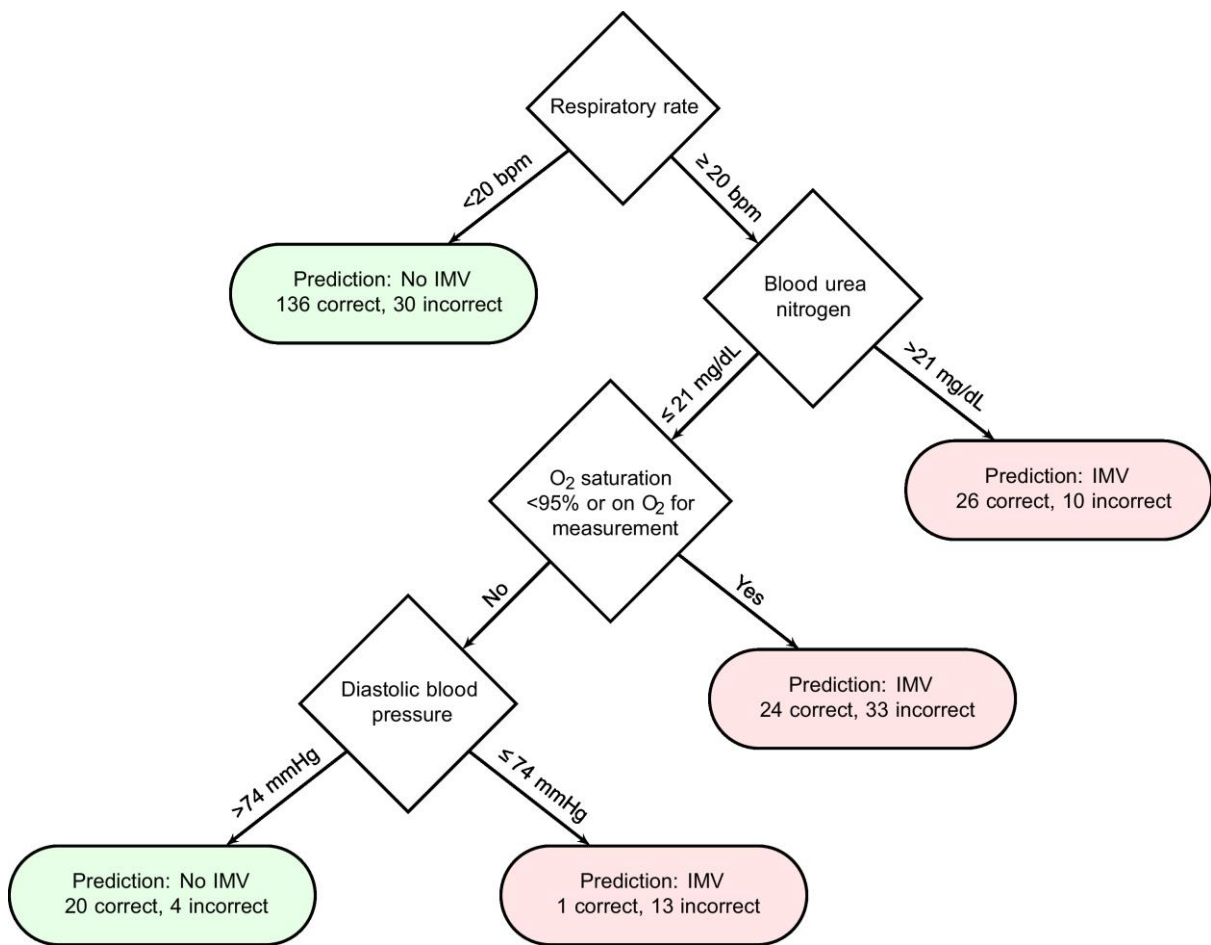 Respiratory rate
<20 bpm
≥ 20 bpm
Prediction: No IMV
136 correct, 30 incorrect
Blood urea
nitrogen
≤ 21 mg/dL
>21 mg/dL
Prediction: IMV
26 correct, 10 incorrect
O₂ saturation
<95% or on O₂ for
measurement
No
Yes
Prediction: IMV
24 correct, 33 incorrect
Diastolic blood
pressure
>74 mmHg
≤ 74 mmHg
Prediction: No IMV
20 correct, 4 incorrect
Prediction: IMV
1 correct, 13 incorrect